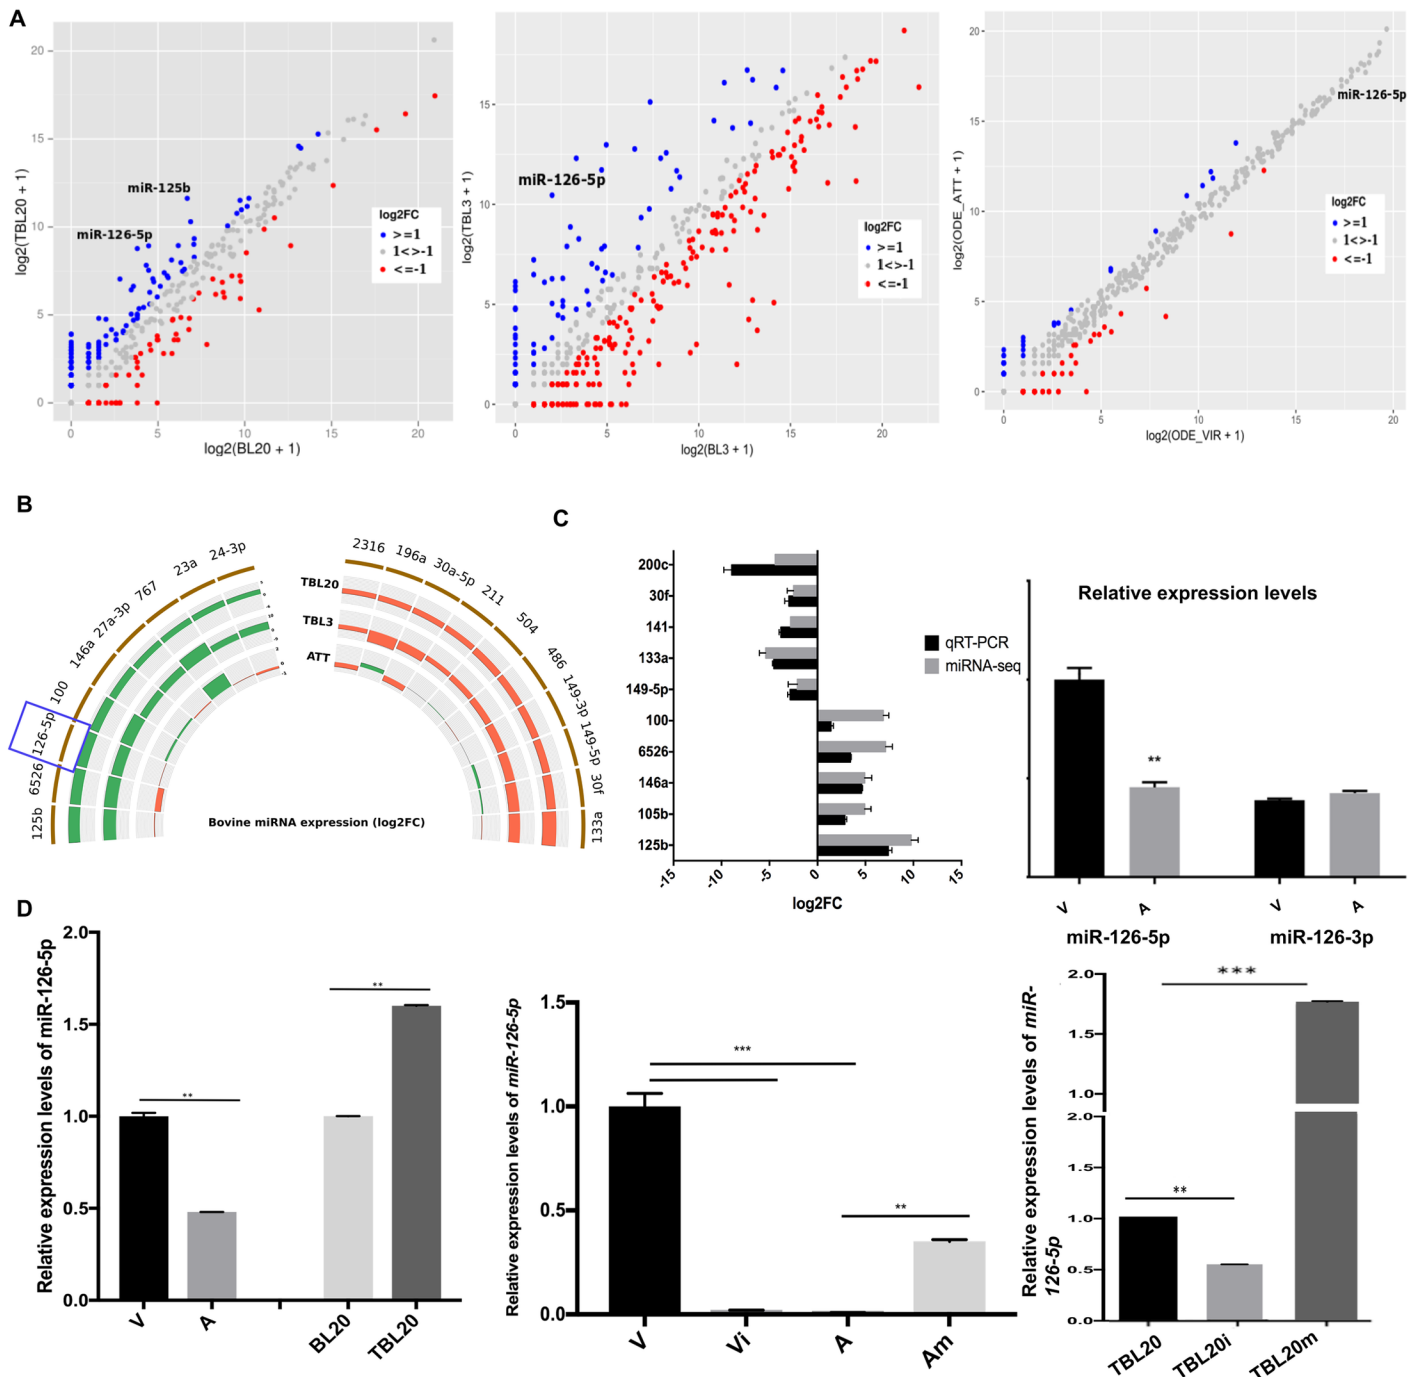 A
20
15
10
5
0
0
5
10
15
20
log2(TBL20 + 1)
log2(BL20 + 1)
miR-125b
miR-126-5p
log2FC
>=1
1<>-1
<=-1
15
10
5
0
0
5
10
15
20
log2(TBL3 + 1)
log2(BL3 + 1)
miR-126-5p
log2FC
>=1
1<>-1
<=-1
20
15
10
5
0
0
5
10
15
20
log2(ODE_ATT + 1)
log2(ODE_VIR + 1)
miR-126-5p
log2FC
>=1
1<>-1
<=-1
B
125b
6526
126-5p
100
146a
27a-3p
767
23a
24-3p
2316
196a
30a-5p
211
504
486
149-3p
149-5p
30f
133a
TBL20
TBL3
ATT
Bovine miRNA expression (log2FC)
C
200c
30f
141
133a
149-5p
100
6526
146a
105b
125b
-15
-10
-5
0
5
10
15
log2FC
qRT-PCR
miRNA-seq
Relative expression levels
**
V
A
V
A
miR-126-5p
miR-126-3p
D
Relative expression levels of miR-126-5p
2.0
1.5
1.0
0.5
0.0
**
**
V
A
BL20
TBL20
Relative expression levels of miR-126-5p
1.5
1.0
0.5
0.0
***
**
V
Vi
A
Am
Relative expression levels of miR-
126-5p
2.0
1.5
1.0
2.0
1.5
1.0
0.5
0.0
***
**
TBL20
TBL20i
TBL20m